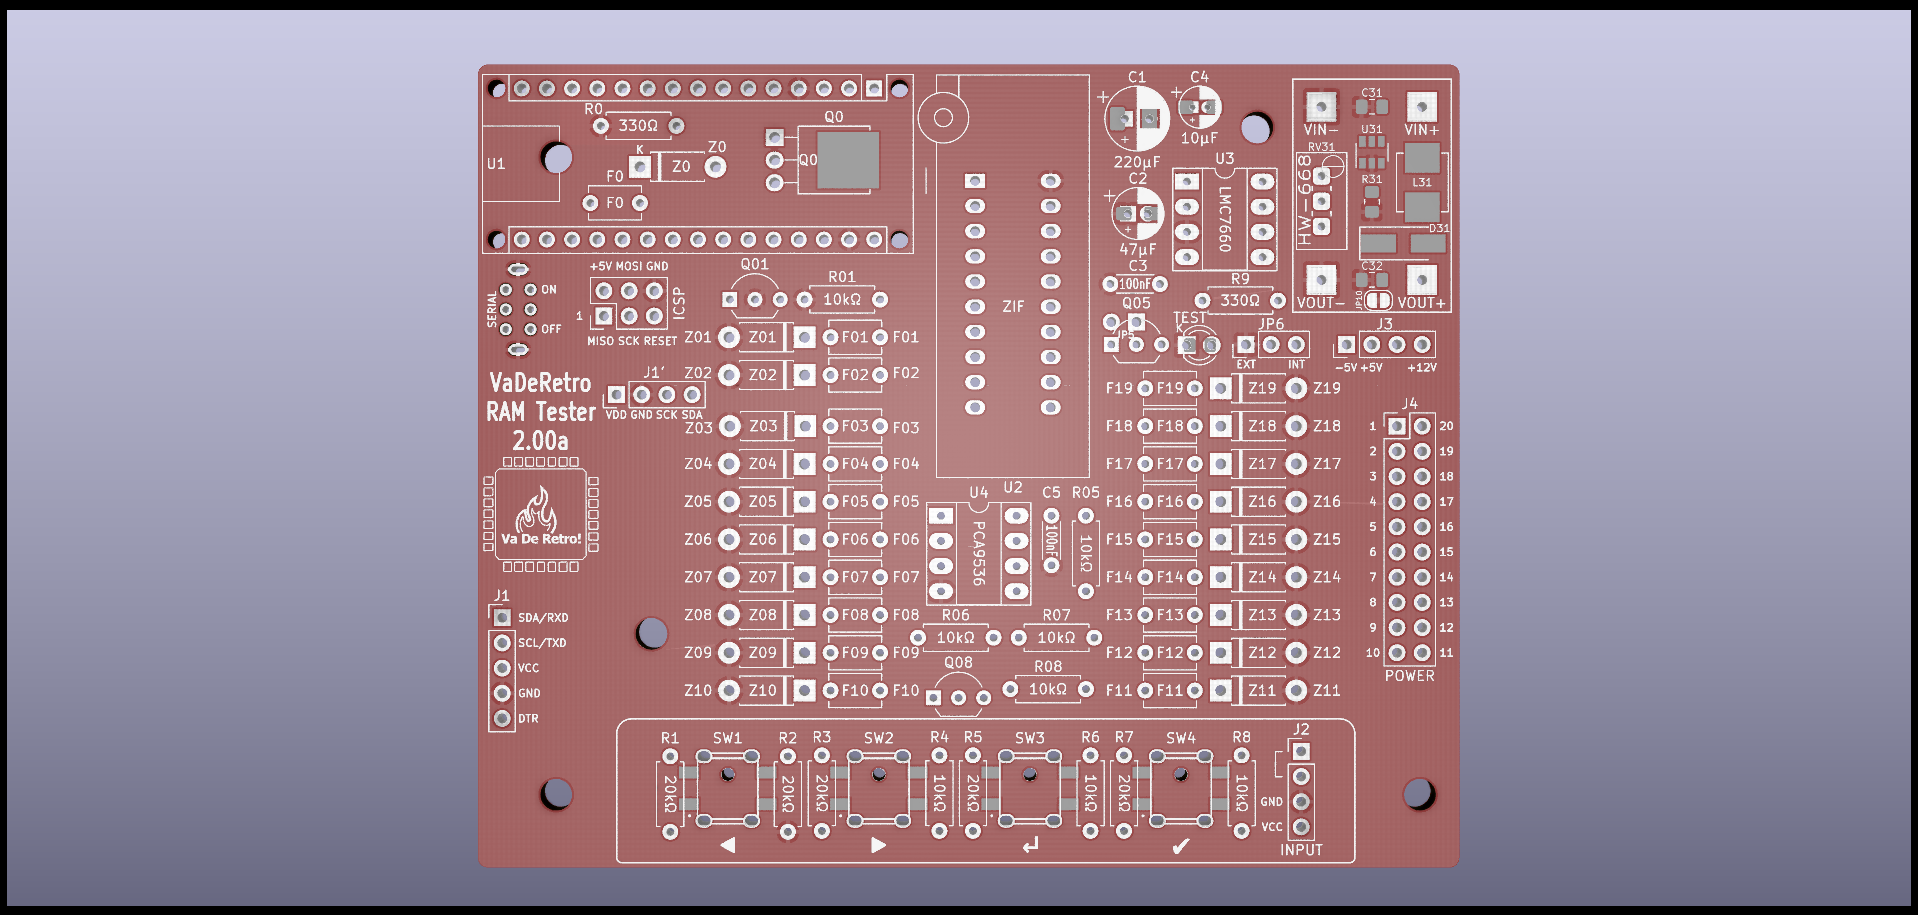 C1
C4
R0
330Ω
Q0
Q0
10µF
220µF
VIN-
C31
VIN+
U31
RV31
U1
K
Z0
Z0
F0
F0
U3
LMC7660
C2
47µF
HW-668
R31
L31
D31
C32
VOUT-
JP10
VOUT+
+5V MOSI GND
ICSP
1
MISO SCK RESET
SERIAL
ON
OFF
Q01
R01
10kΩ
ZIF
C3
100nF
R9
330Ω
Q05
JP5
TEST
K
JP6
EXT
INT
J3
-5V +5V
+12V
Z01 Z01 F01 F01
Z02 Z02 F02 F02
VaDeRetro
RAM Tester
2.00a
J1'
VDD GND SCK SDA
Z03 Z03 F03 F03
Z04 Z04 F04 F04
Z05 Z05 F05 F05
Z06 Z06 F06 F06
Z07 Z07 F07 F07
Z08 Z08 F08 F08
Z09 Z09 F09 F09
Z10 Z10 F10 F10
F19 F19 Z19 Z19
F18 F18 Z18 Z18
F17 F17 Z17 Z17
F16 F16 Z16 Z16
F15 F15 Z15 Z15
F14 F14 Z14 Z14
F13 F13 Z13 Z13
F12 F12 Z12 Z12
F11 F11 Z11 Z11
J4
1 20
2 19
3 18
4 17
5 16
6 15
7 14
8 13
9 12
10 11
POWER
Va De Retro!
U4
U2
PCA9536
C5
100nF
R05
10kΩ
R06
10kΩ
R07
10kΩ
Q08
R08
10kΩ
J1
SDA/RXD
SCL/TXD
VCC
GND
DTR
R1 SW1 R2 R3 SW2 R4 R5 SW3 R6 R7 SW4 R8
20kΩ 20kΩ 20kΩ 10kΩ 20kΩ 10kΩ 20kΩ 10kΩ
J2
GND
VCC
◀ ▶ ↵ ✔
INPUT